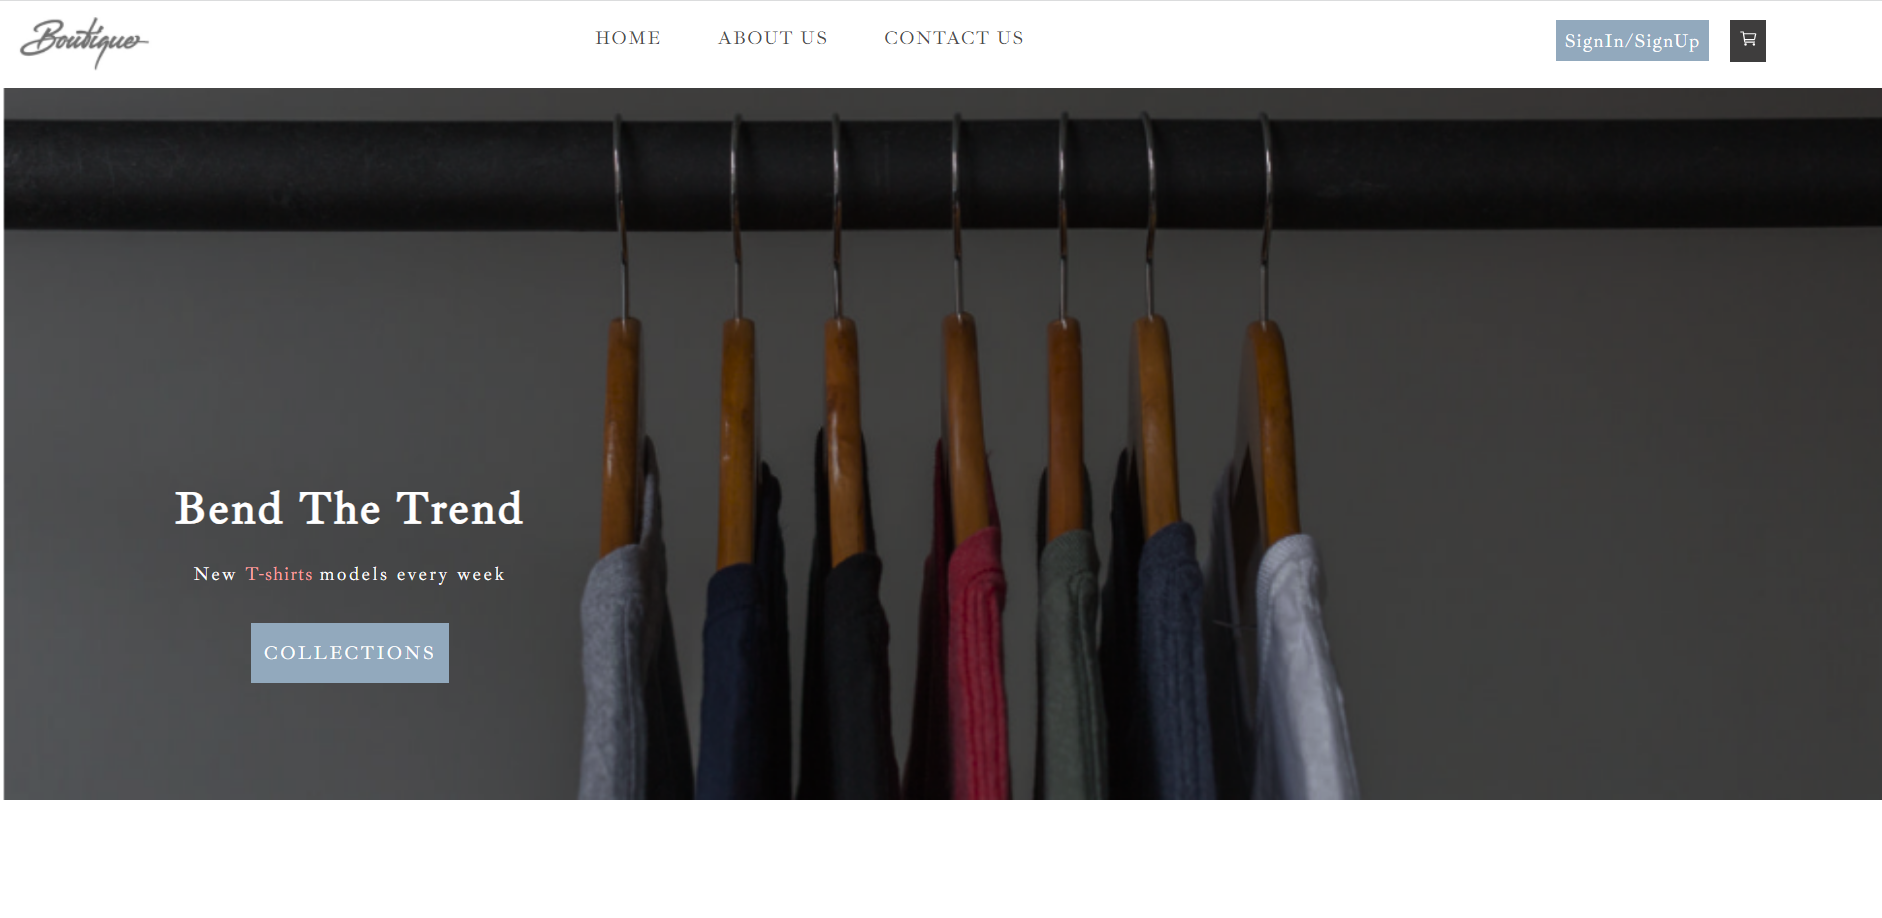 Boutique
HOME ABOUT US CONTACT US
SignIn/SignUp
Bend The Trend
New T-shirts models every week
COLLECTIONS